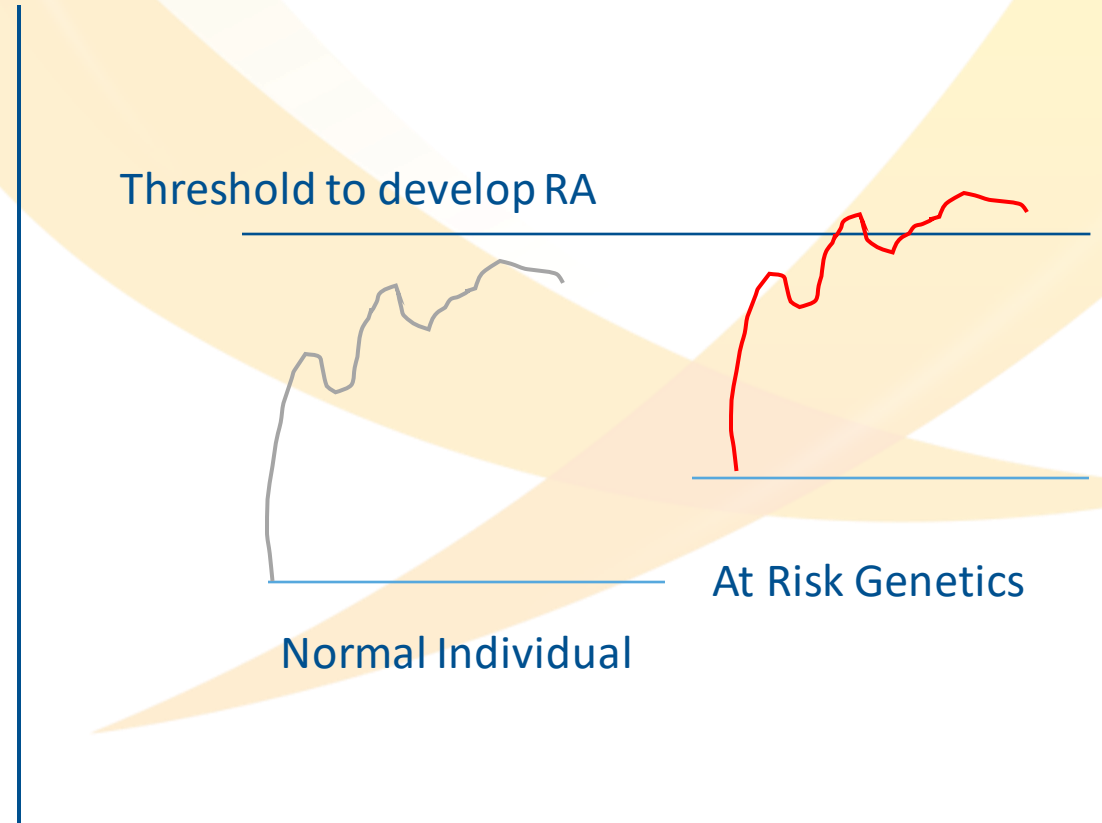 Threshold to develop RA
At Risk Genetics
Normal Individual